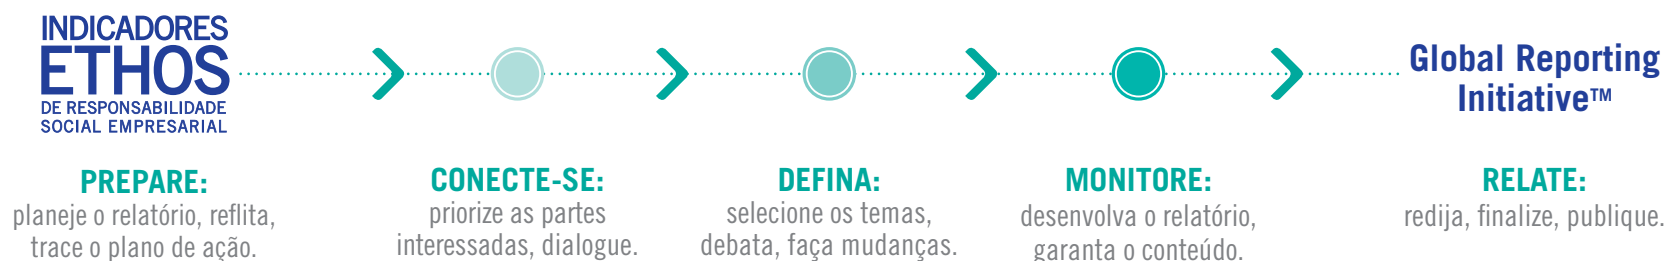 INDICADORES
ETHOS
DE RESPONSABILIDADE
SOCIAL EMPRESARIAL
Global Reporting
Initiative™
PREPARE:
planeje o relatório, reflita,
trace o plano de ação.
CONECTE-SE:
priorize as partes
interessadas, dialogue.
DEFINA:
selecione os temas,
debata, faça mudanças.
MONITORE:
desenvolva o relatório,
garanta o conteúdo.
RELATE:
redija, finalize, publique.